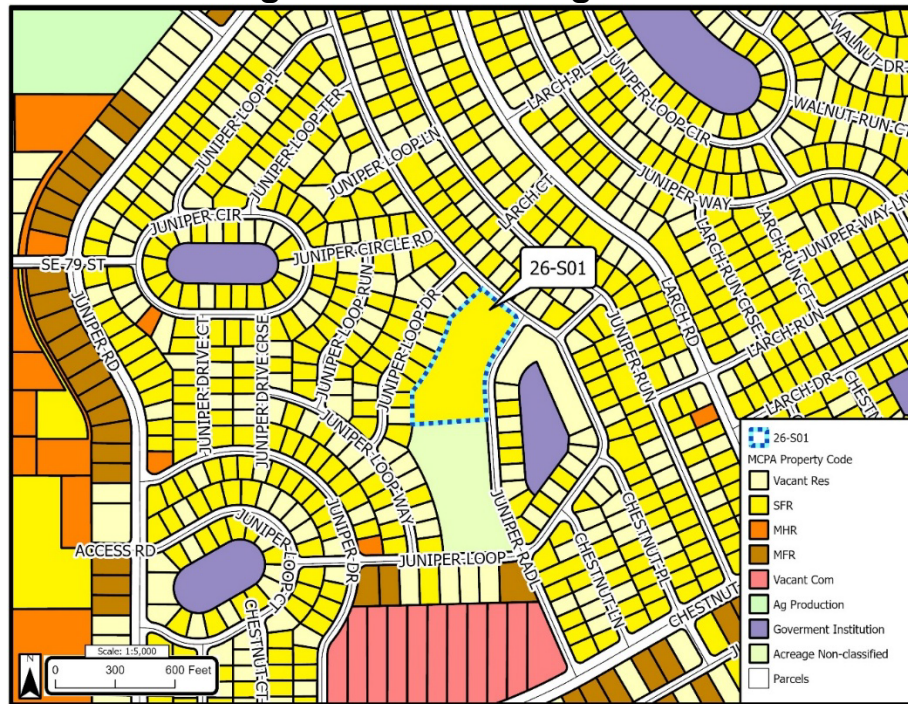 WALNUT-DR
LARCH-PL
JUNIPER-LOOP-CIR
WALNUT-RUN-CT
JUNIPER-LOOP-PL
JUNIPER-LOOP-TER
JUNIPER-LOOP-LN
JUNIPER-WAY
LARCH-CT
JUNIPER-CIR
JUNIPER-CIRCLE RD
SE-79 ST
26-S01
LARCH-RUN-CT
JUNIPER-WAY-LN
LARCH-RUN-CRSE
JUNIPER-RD
JUNIPER-LOOP-RUN
JUNIPER-LOOP-DR
LARCH-RD
LARCH-RUN
JUNIPER-DRIVE-CT
JUNIPER-DRIVE-CRSE
JUNIPER-RUN
LARCH-DR
CHESTNUT
JUNIPER-LOOP-WAY
ACCESS RD
JUNIPER-LOOP-CT
JUNIPER-DR
JUNIPER-LOOP
JUNIPER-RADL
CHESTNUT-PL
CHESTNUT-LN
CHESTNUT
CHESTNUT-CT
26-S01
MCPA Property Code
Vacant Res
SFR
MHR
MFR
Vacant Com
Ag Production
Goverment Institution
Acreage Non-classified
Parcels
N
Scale: 1:5,000
0 300 600 Feet